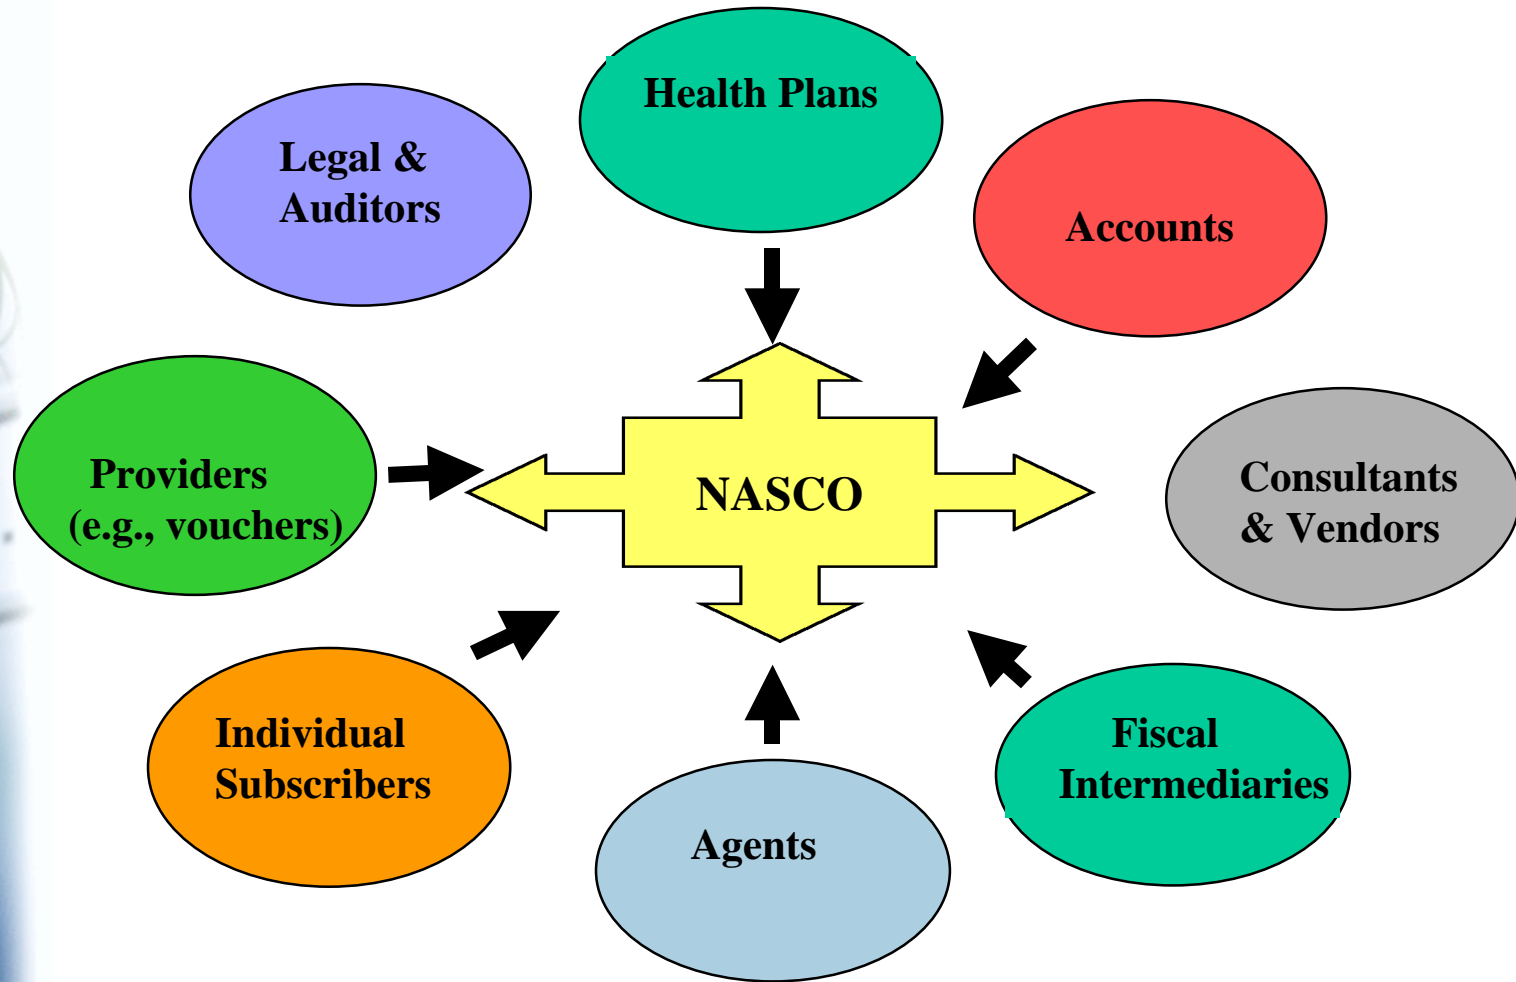 Health Plans
Legal &
Auditors
Accounts
Providers
(e.g., vouchers)
NASCO
Consultants
& Vendors
Individual
Subscribers
Fiscal
Intermediaries
Agents